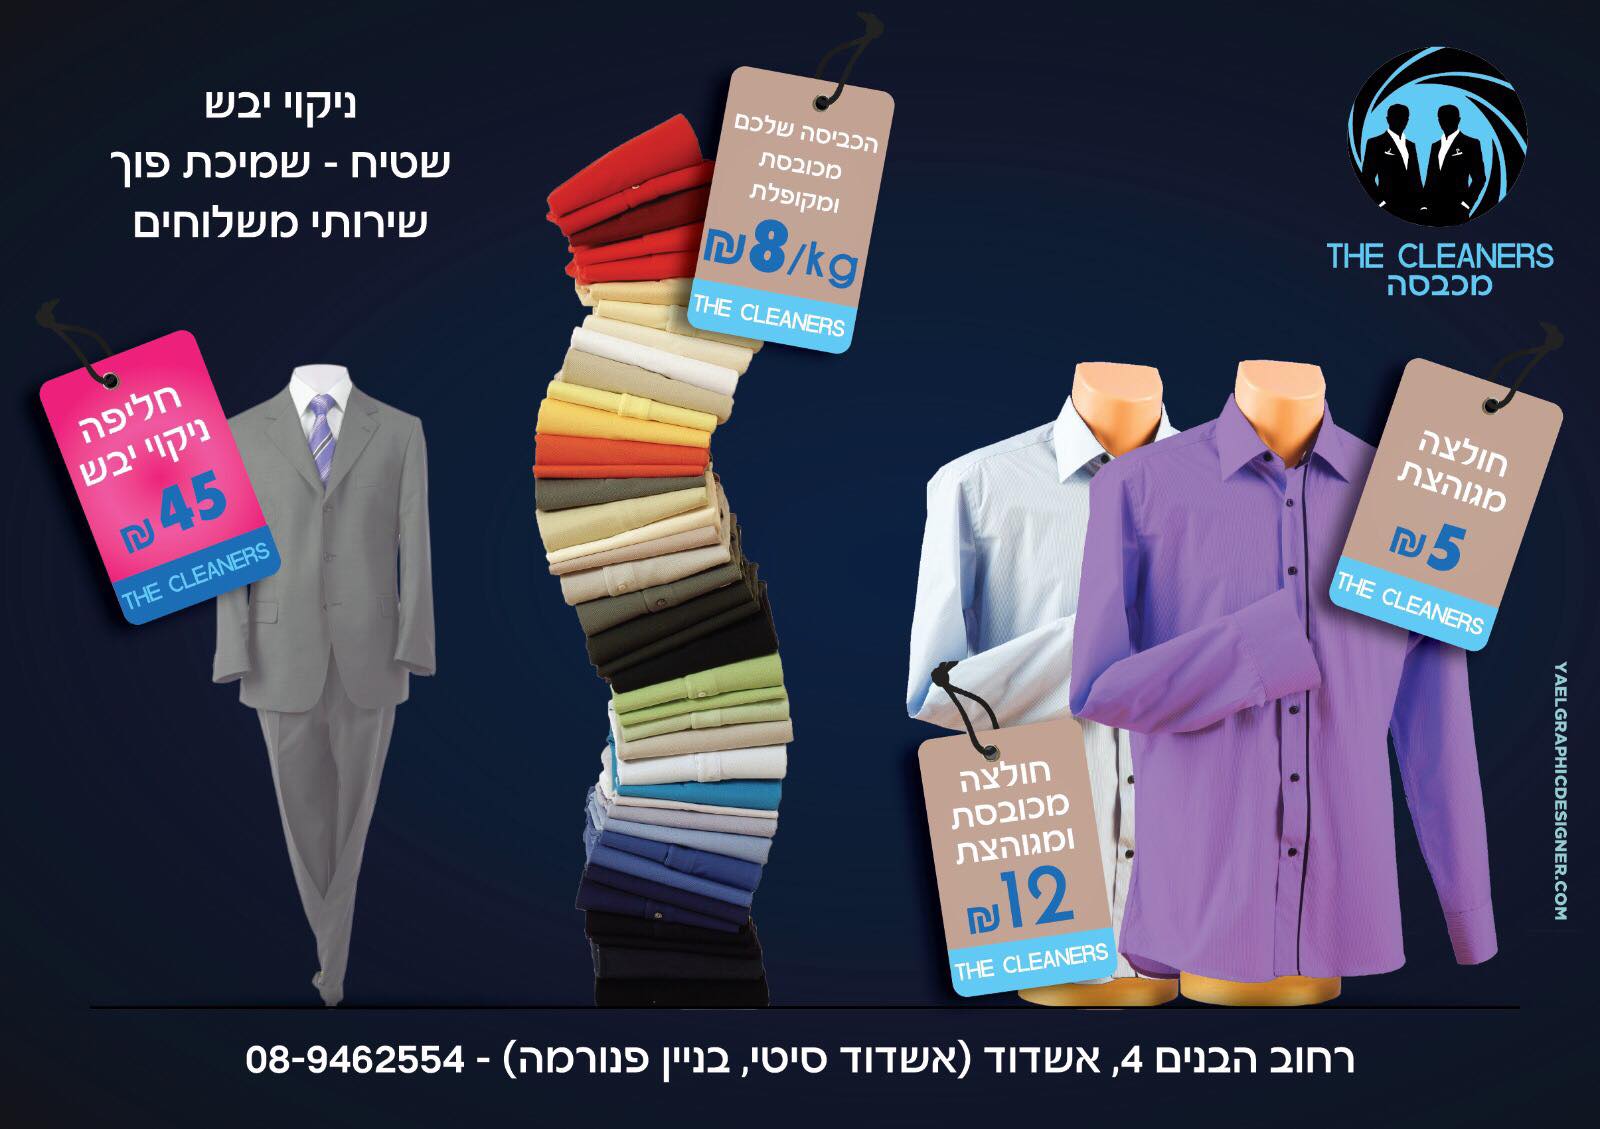 THE CLEANERS
מכבסה
ניקוי יבש
שטיח - שמיכת פוך
שירותי משלוחים
הכביסה שלכם
מכובסת
ומקופלת
₪8/kg
THE CLEANERS
חליפה
ניקוי יבש
₪45
THE CLEANERS
חולצה
מגוהצת
₪5
THE CLEANERS
חולצה
מכובסת
ומגוהצת
₪12
THE CLEANERS
YAELGRAPHICDESIGNER.COM
רחוב הבנים 4, אשדוד (אשדוד סיטי, בניין פנורמה) - 08-9462554